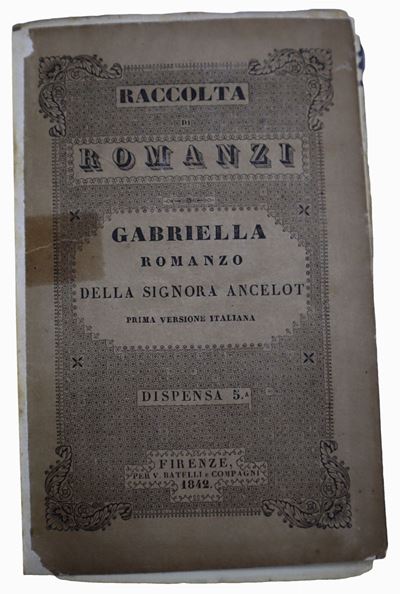 RACCOLTA
DI
ROMANZI
GABRIELLA
ROMANZO
DELLA SIGNORA ANCELOT
PRIMA VERSIONE ITALIANA
DISPENSA 5.A
FIRENZE,
PER V. BATELLI E COMPAGNI
1842.